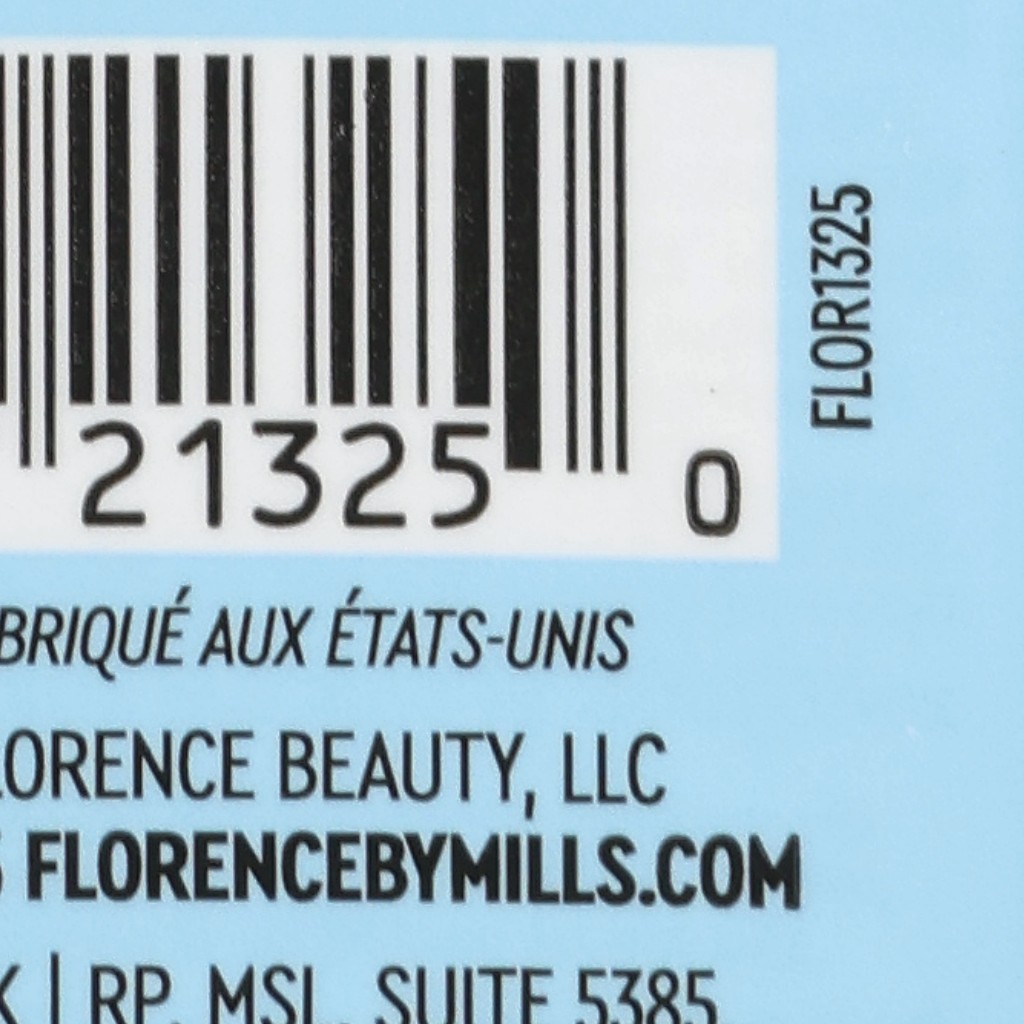 21325 0
FLOR1325
BRIQUÉ AUX ÉTATS-UNIS
LORENCE BEAUTY, LLC
FLORENCEBYMILLS.COM
| RP, MSL, SUITE 5385